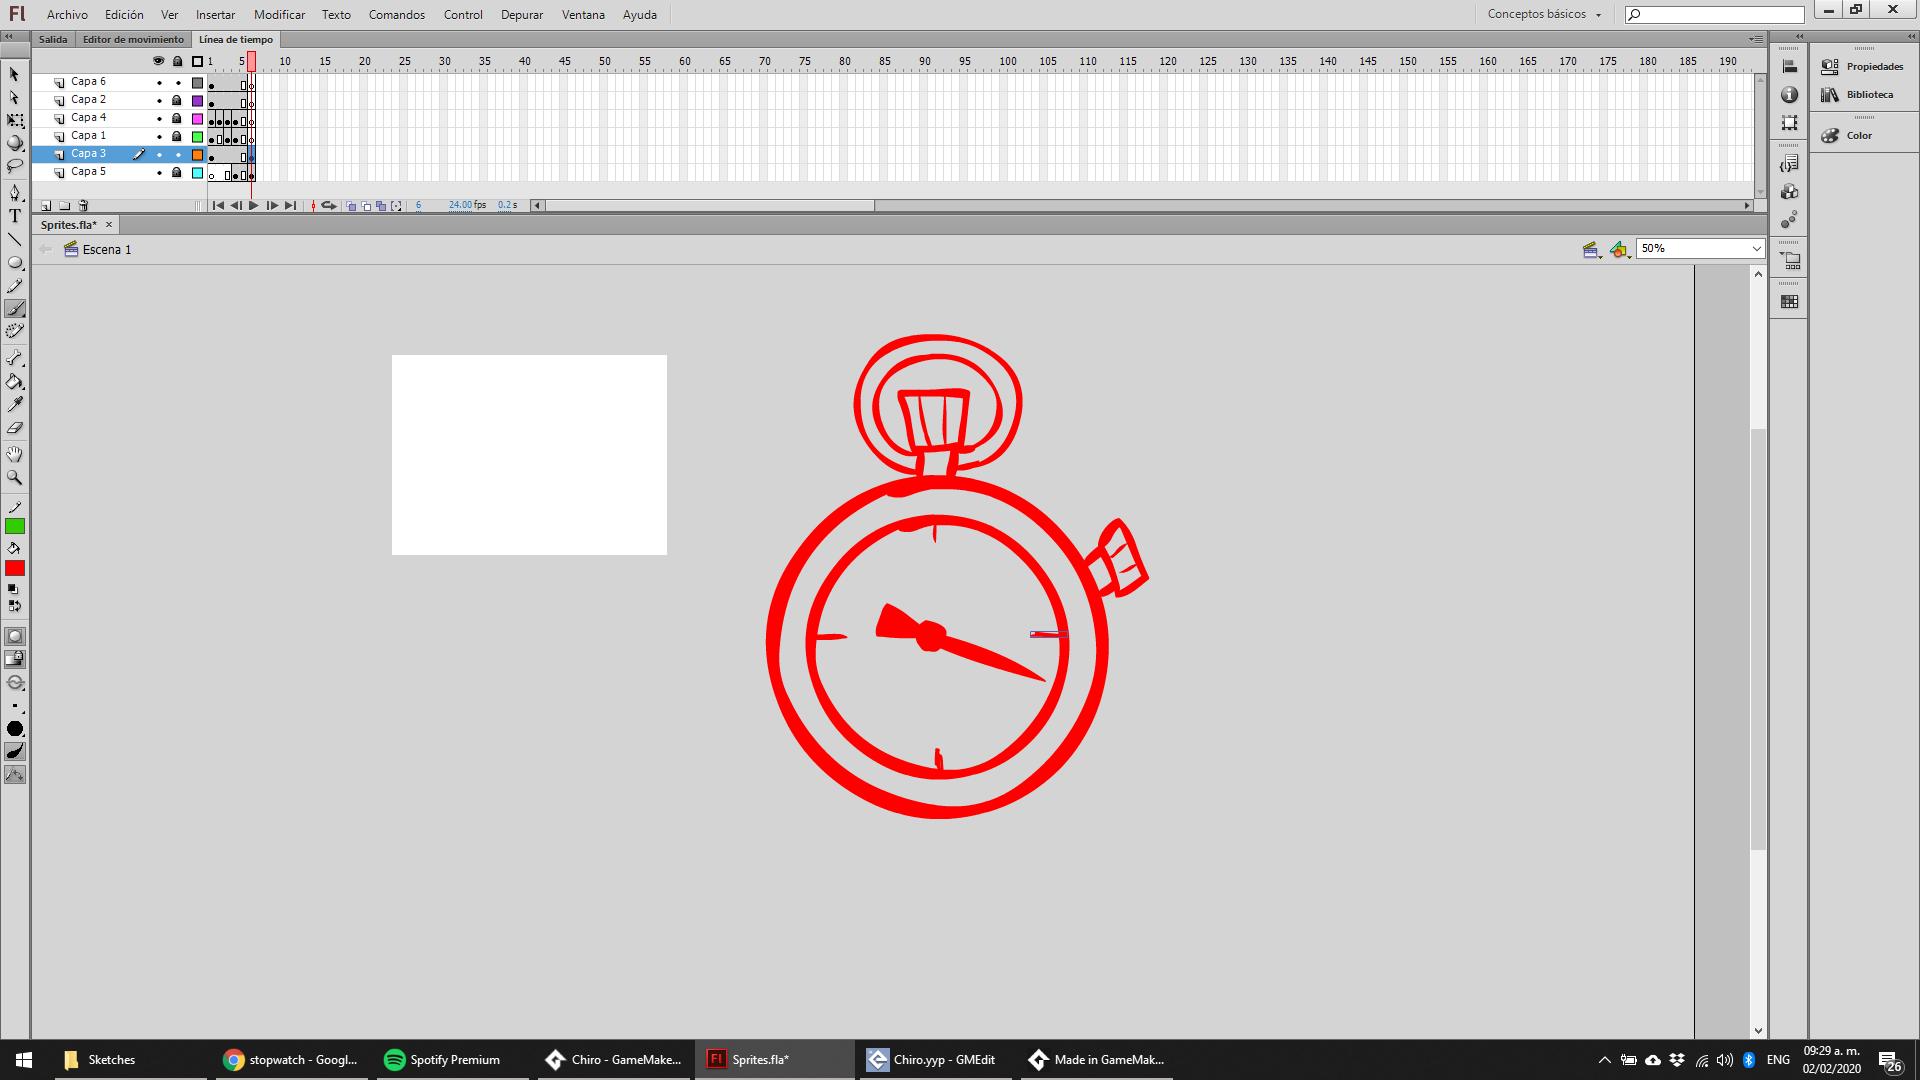 Fl Archivo Edición Ver Insertar Modificar Texto Comandos Control Depurar Ventana Ayuda Conceptos básicos
Salida Editor de movimiento Línea de tiempo
1 5 10 15 20 25 30 35 40 45 50 55 60 65 70 75 80 85 90 95 100 105 110 115 120 125 130 135 140 145 150 155 160 165 170 175 180 185 190
Capa 6
Capa 2
Capa 4
Capa 1
Capa 3
Capa 5
6 24.00 fps 0.2 s
Propiedades
Biblioteca
Color
Sprites.fla* ×
Escena 1 50%
T
Sketches stopwatch - Googl... Spotify Premium Chiro - GameMake... Fl Sprites.fla* Chiro.yyp - GMEdit Made in GameMak... ENG 09:29 a. m.
02/02/2020 26